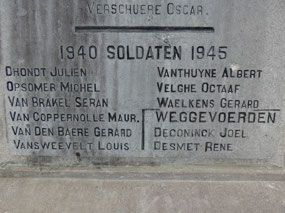 VERSCHUERE OSCAR.
1940 SOLDATEN 1945
DHONDT JULIEN
OPSOMER MICHEL
VAN BRAKEL SERAN
VAN COPPERNOLLE MAUR.
VAN DEN BAERE GERARD
VANSWEEVELT LOUIS
VANTHUYNE ALBERT
VELGHE OCTAAF
WAELKENS GERARD
WEGGEVOERDEN
DECONINCK JOEL
DESMET RENE